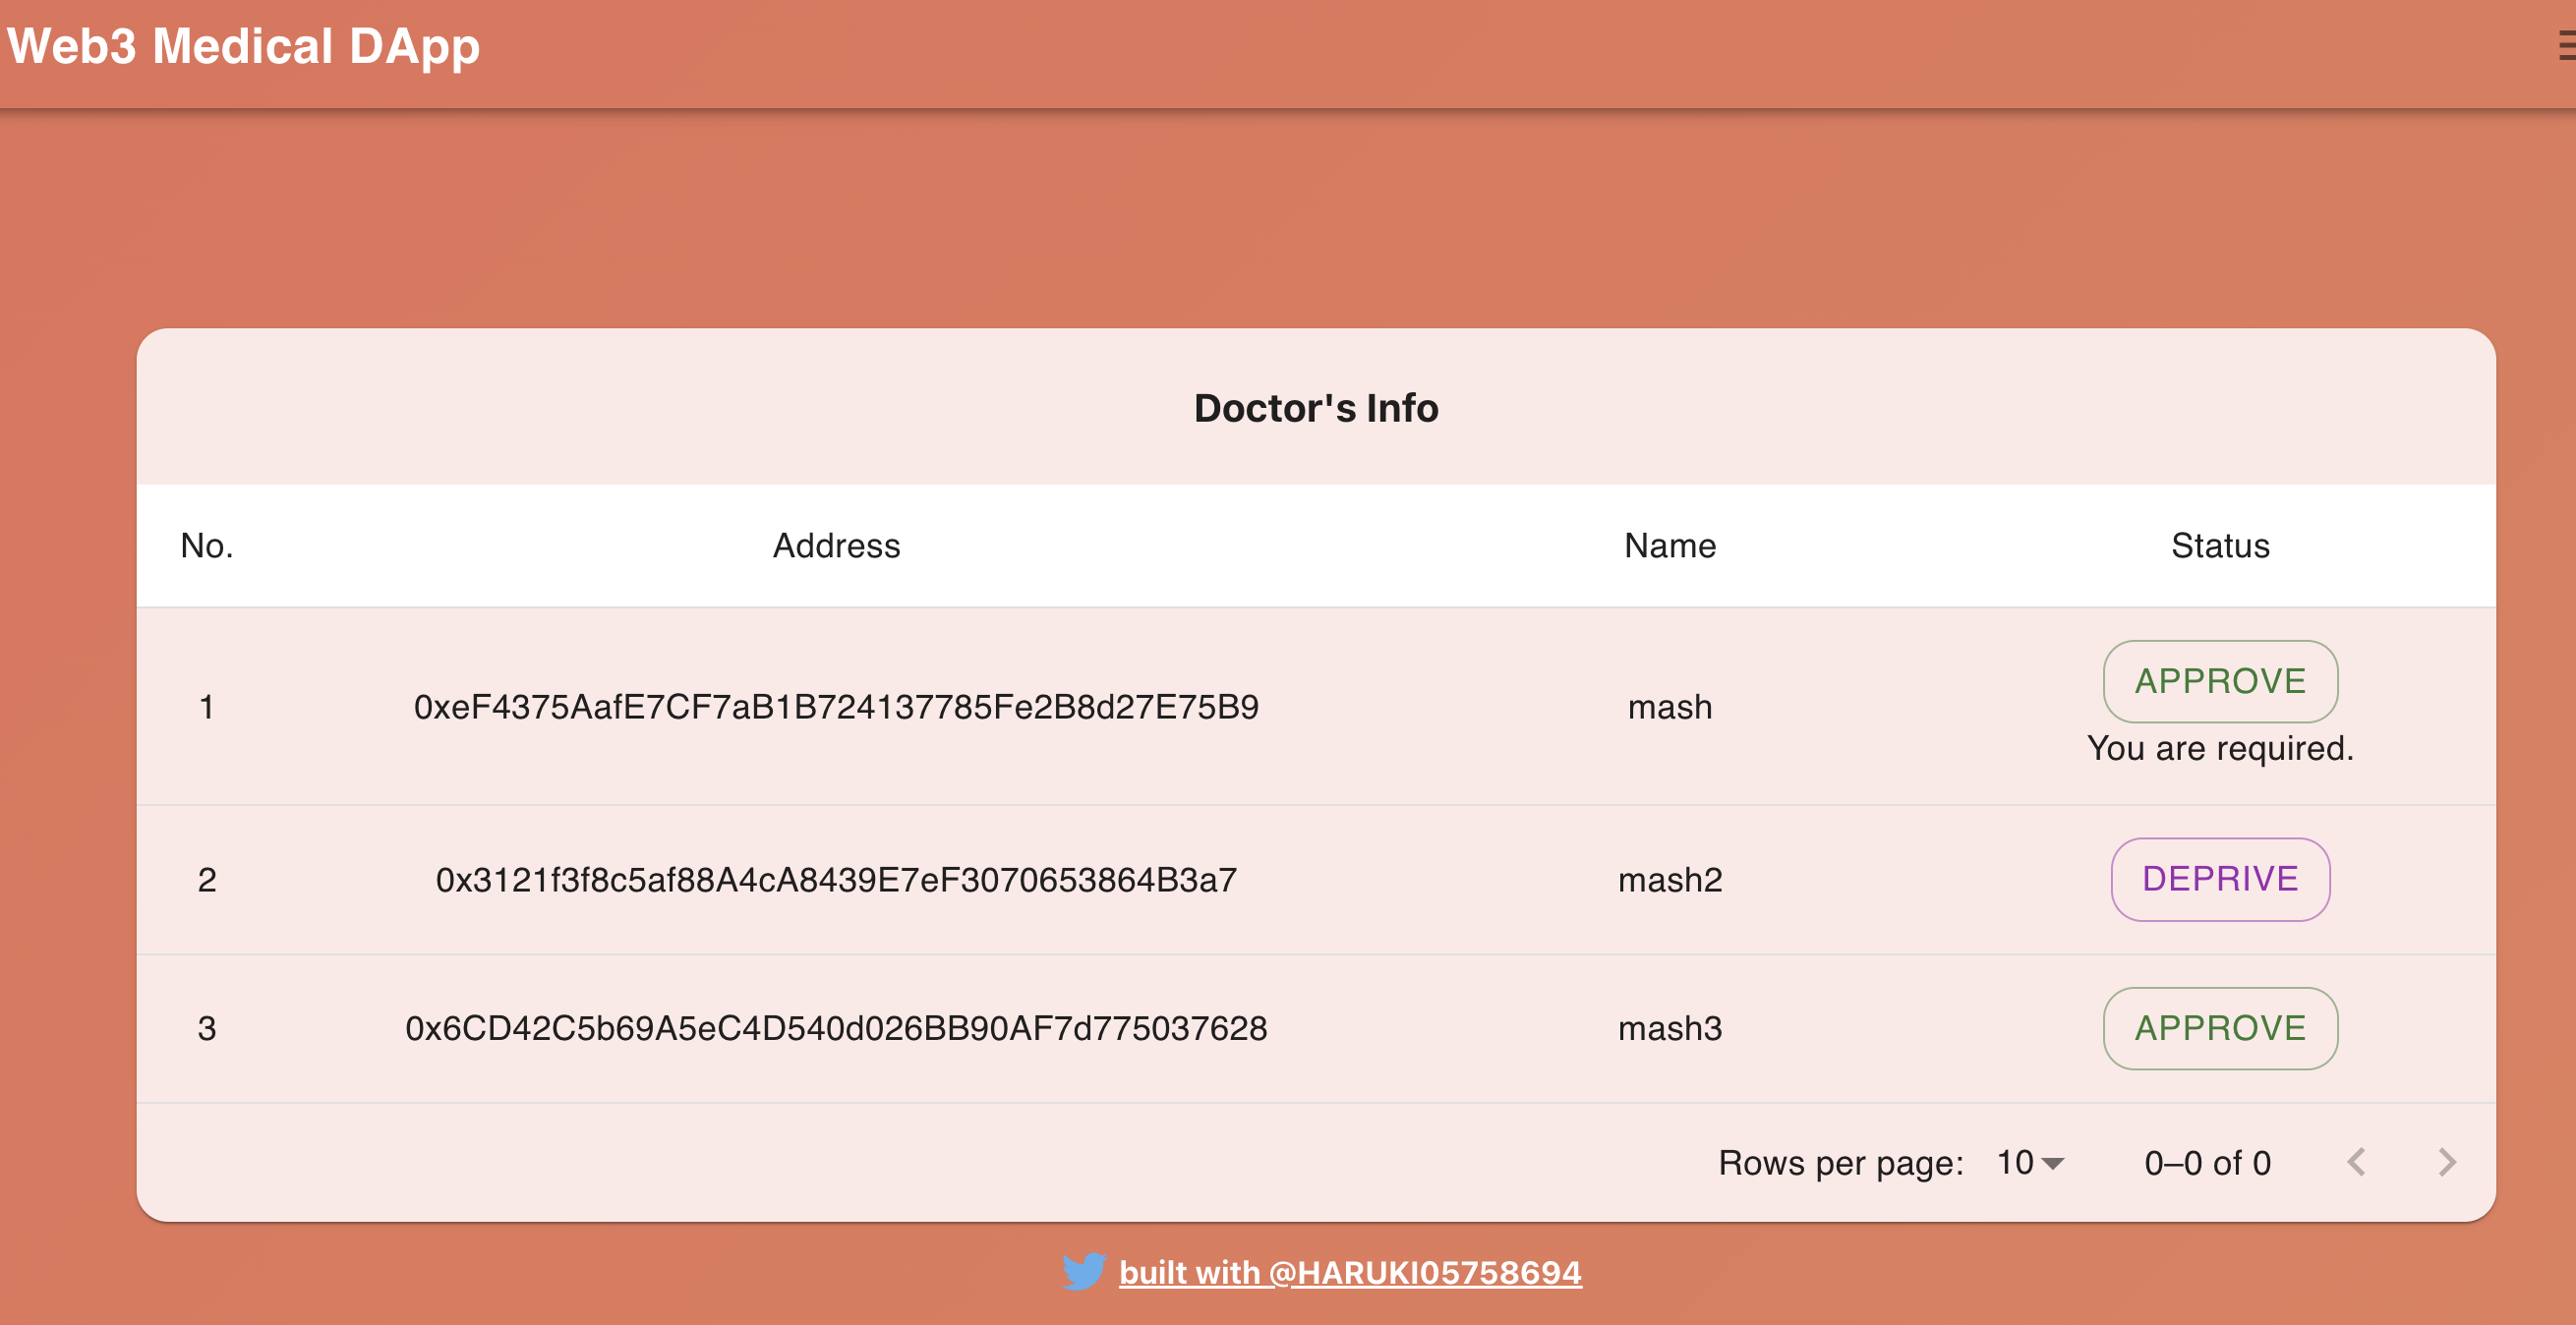 Web3 Medical DApp
Doctor's Info
No. Address Name Status
1 0xeF4375AafE7CF7aB1B724137785Fe2B8d27E75B9 mash APPROVE
You are required.
2 0x3121f3f8c5af88A4cA8439E7eF3070653864B3a7 mash2 DEPRIVE
3 0x6CD42C5b69A5eC4D540d026BB90AF7d775037628 mash3 APPROVE
Rows per page: 10 0–0 of 0
built with @HARUKI05758694